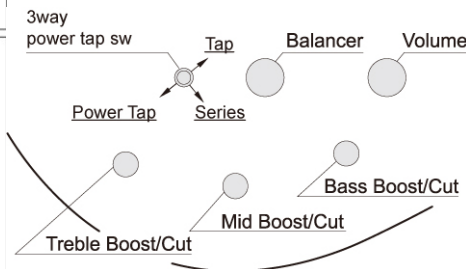 3way
power tap sw
Tap
Balancer
Volume
Power Tap
Series
Bass Boost/Cut
Mid Boost/Cut
Treble Boost/Cut